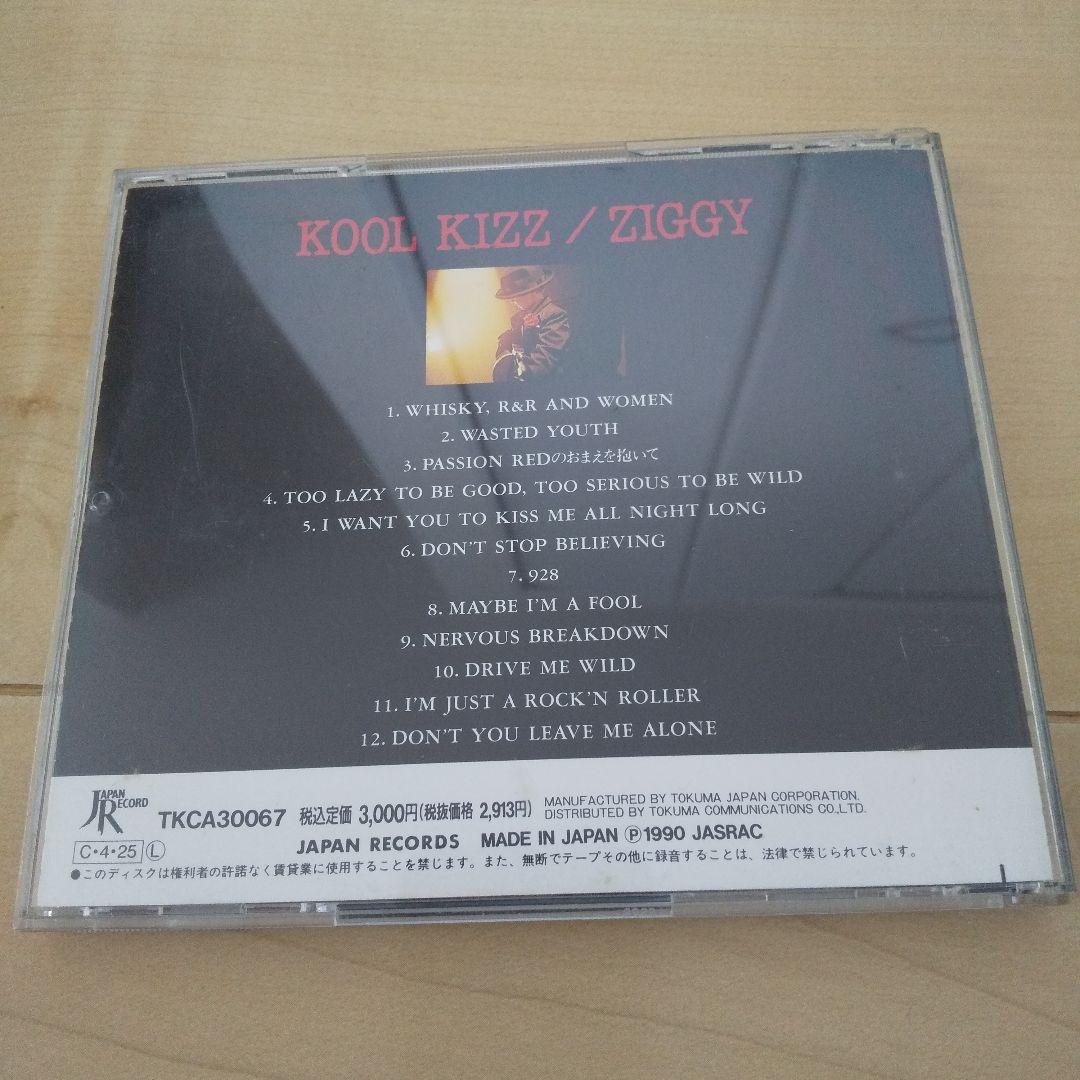 KOOL KIZZ / ZIGGY
1. WHISKY, R&R AND WOMEN
2. WASTED YOUTH
3. PASSION REDのおまえを抱いて
4. TOO LAZY TO BE GOOD, TOO SERIOUS TO BE WILD
5. I WANT YOU TO KISS ME ALL NIGHT LONG
6. DON'T STOP BELIEVING
7. 928
8. MAYBE I'M A FOOL
9. NERVOUS BREAKDOWN
10. DRIVE ME WILD
11. I'M JUST A ROCK'N ROLLER
12. DON'T YOU LEAVE ME ALONE
JAPAN RECORD
TKCA30067 税込定価 3,000円(税抜価格 2,913円)
MANUFACTURED BY TOKUMA JAPAN CORPORATION.
DISTRIBUTED BY TOKUMA COMMUNICATIONS CO.,LTD.
JAPAN RECORDS MADE IN JAPAN Ⓟ1990 JASRAC
C・4・25 Ⓛ
●このディスクは権利者の許諾なく賃貸業に使用することを禁じます。また、無断でテープその他に録音することは、法律で禁じられています。